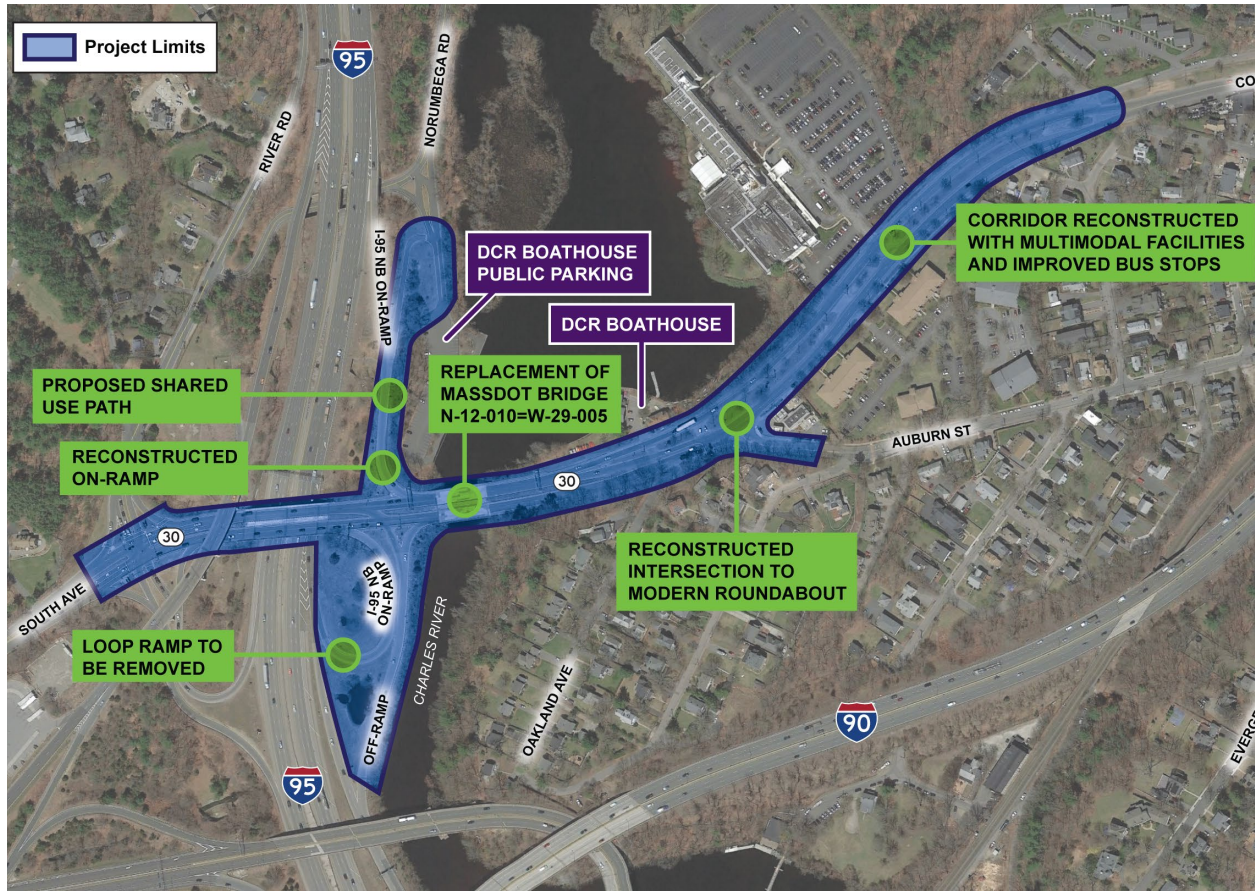 Project Limits
95
NORUMBEGA RD
RIVER RD
CO
I-95 NB ON-RAMP
DCR BOATHOUSE
PUBLIC PARKING
CORRIDOR RECONSTRUCTED
WITH MULTIMODAL FACILITIES
AND IMPROVED BUS STOPS
DCR BOATHOUSE
PROPOSED SHARED
USE PATH
REPLACEMENT OF
MASSDOT BRIDGE
N-12-010=W-29-005
RECONSTRUCTED
ON-RAMP
AUBURN ST
30
30
SOUTH AVE
I-95 NB
ON-RAMP
RECONSTRUCTED
INTERSECTION TO
MODERN ROUNDABOUT
LOOP RAMP TO
BE REMOVED
CHARLES RIVER
OFF-RAMP
OAKLAND AVE
90
95
EVERG